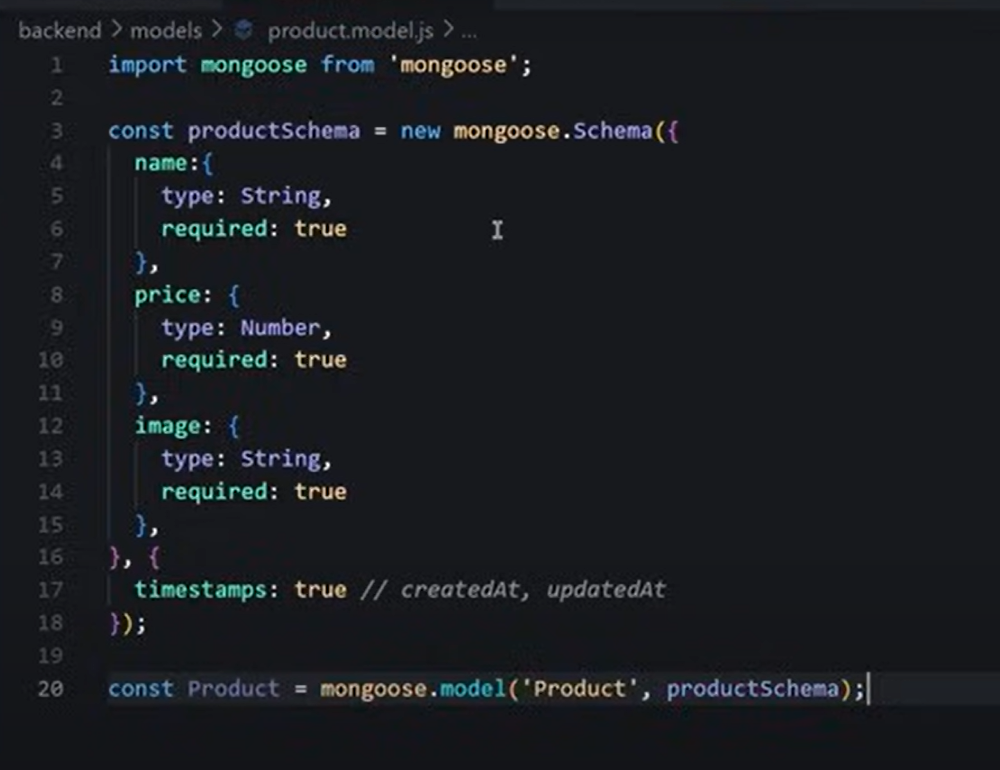 backend > models > product.model.js > ...
1 import mongoose from 'mongoose';
2
3 const productSchema = new mongoose.Schema({
4   name:{
5     type: String,
6     required: true
7   },
8   price: {
9     type: Number,
10     required: true
11   },
12   image: {
13     type: String,
14     required: true
15   },
16 }, {
17   timestamps: true // createdAt, updatedAt
18 });
19
20 const Product = mongoose.model('Product', productSchema);